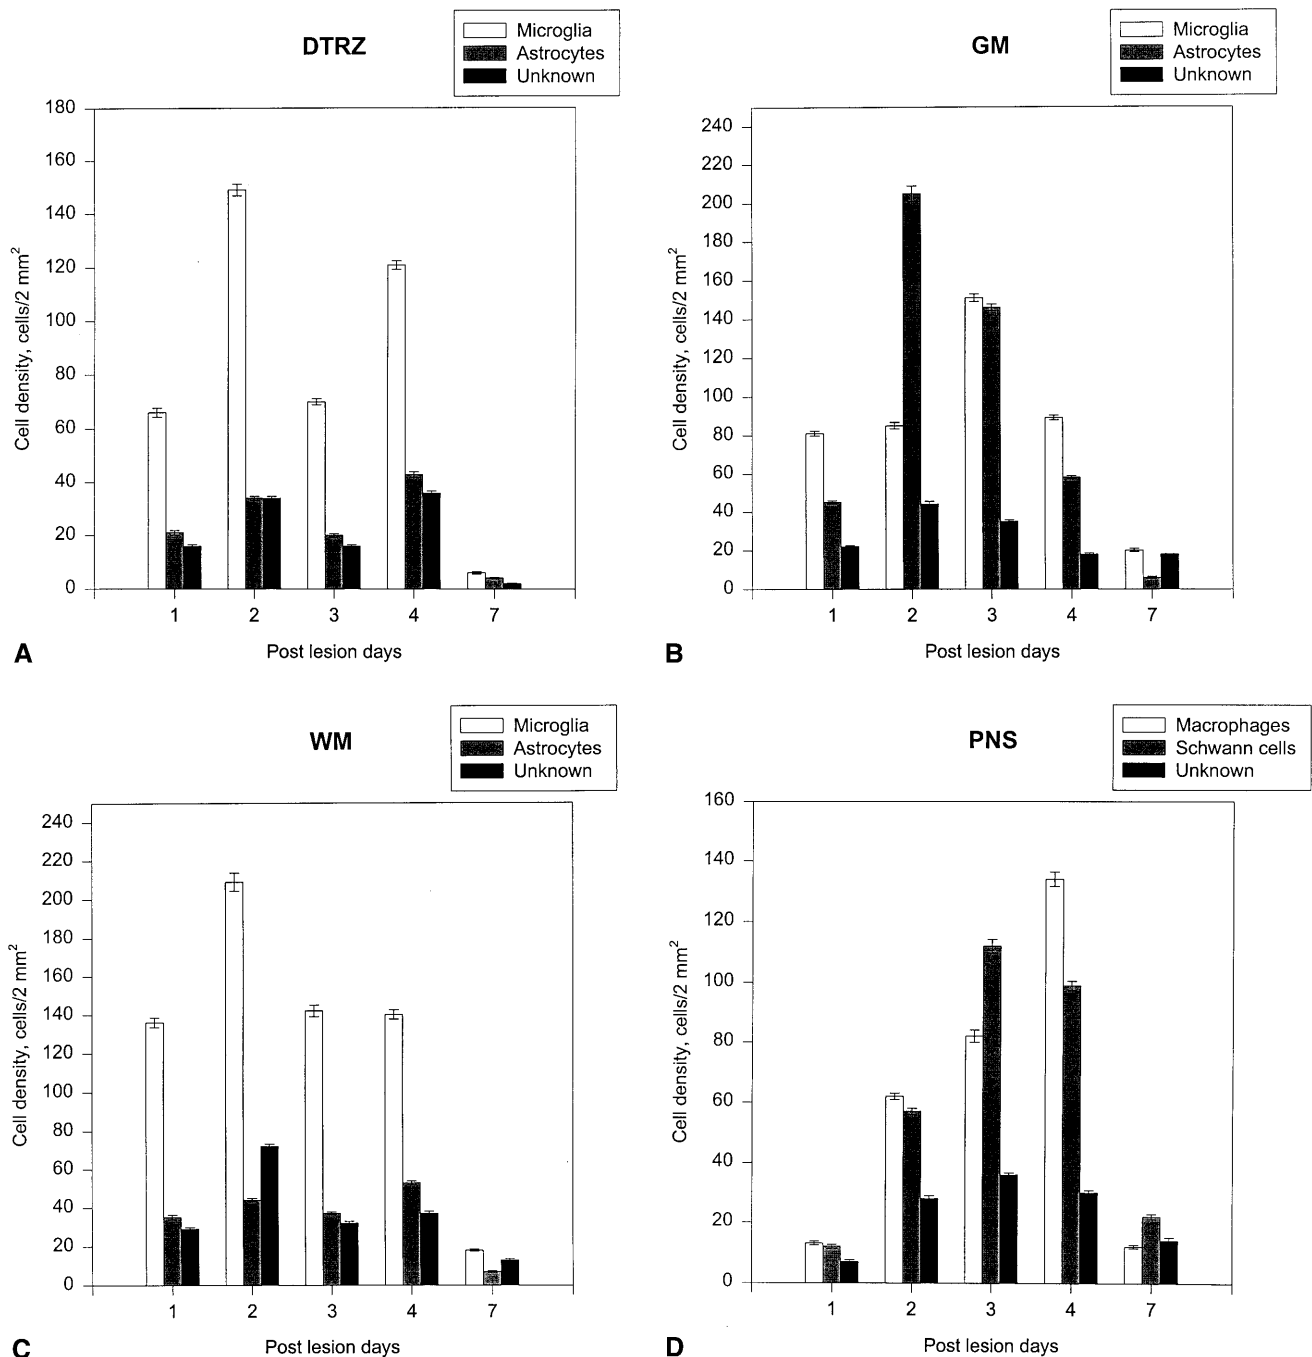 DTRZ
Microglia
Astrocytes
Unknown
180
160
140
120
100
80
60
40
20
0
Cell density, cells/2 mm²
1 2 3 4 7
Post lesion days
A
GM
Microglia
Astrocytes
Unknown
240
220
200
180
160
140
120
100
80
60
40
20
0
Cell density, cells/2 mm²
1 2 3 4 7
Post lesion days
B
WM
Microglia
Astrocytes
Unknown
240
220
200
180
160
140
120
100
80
60
40
20
0
Cell density, cells/2 mm²
1 2 3 4 7
Post lesion days
C
PNS
Macrophages
Schwann cells
Unknown
160
140
120
100
80
60
40
20
0
Cell density, cells/2 mm²
1 2 3 4 7
Post lesion days
D